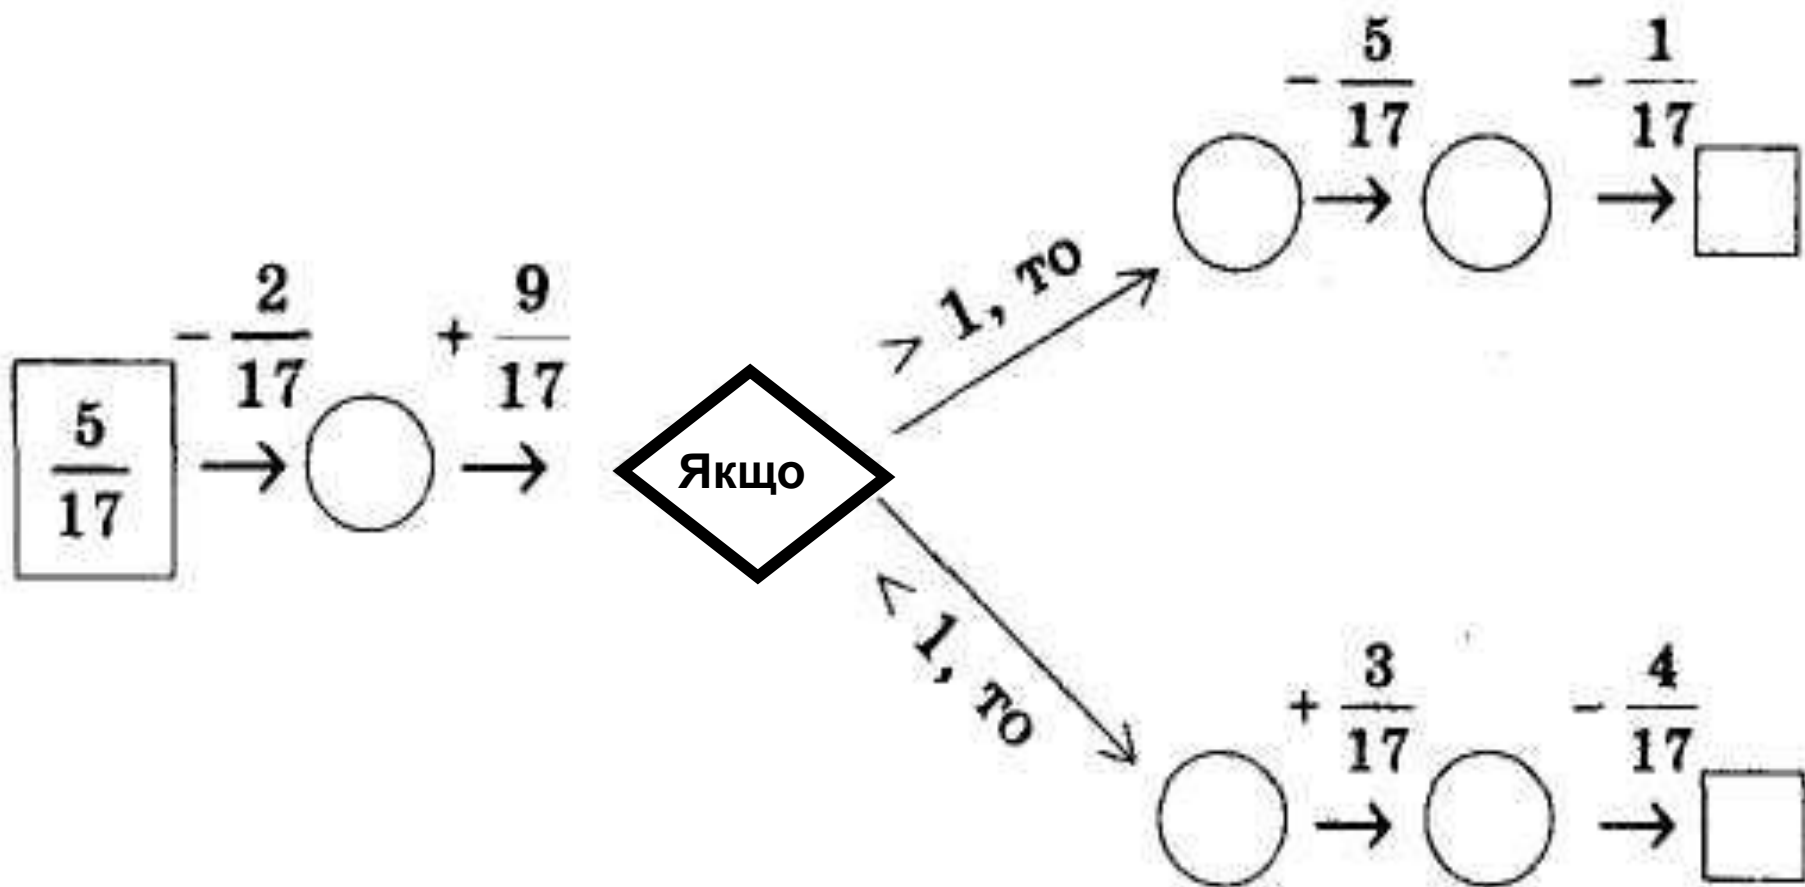 5/17
- 2/17
+ 9/17
Якщо
> 1, то
- 5/17
- 1/17
< 1, то
+ 3/17
- 4/17